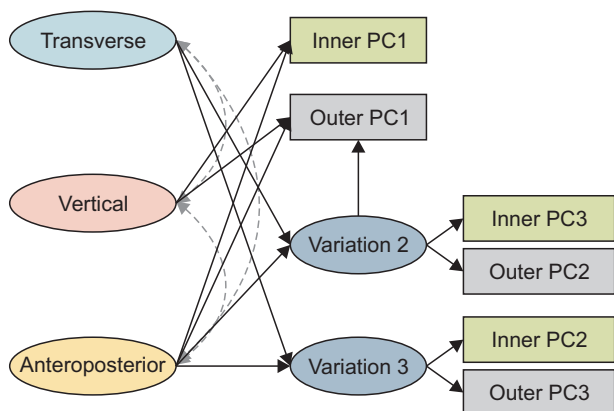 Transverse
Inner PC1
Outer PC1
Vertical
Inner PC3
Variation 2
Outer PC2
Inner PC2
Anteroposterior
Variation 3
Outer PC3